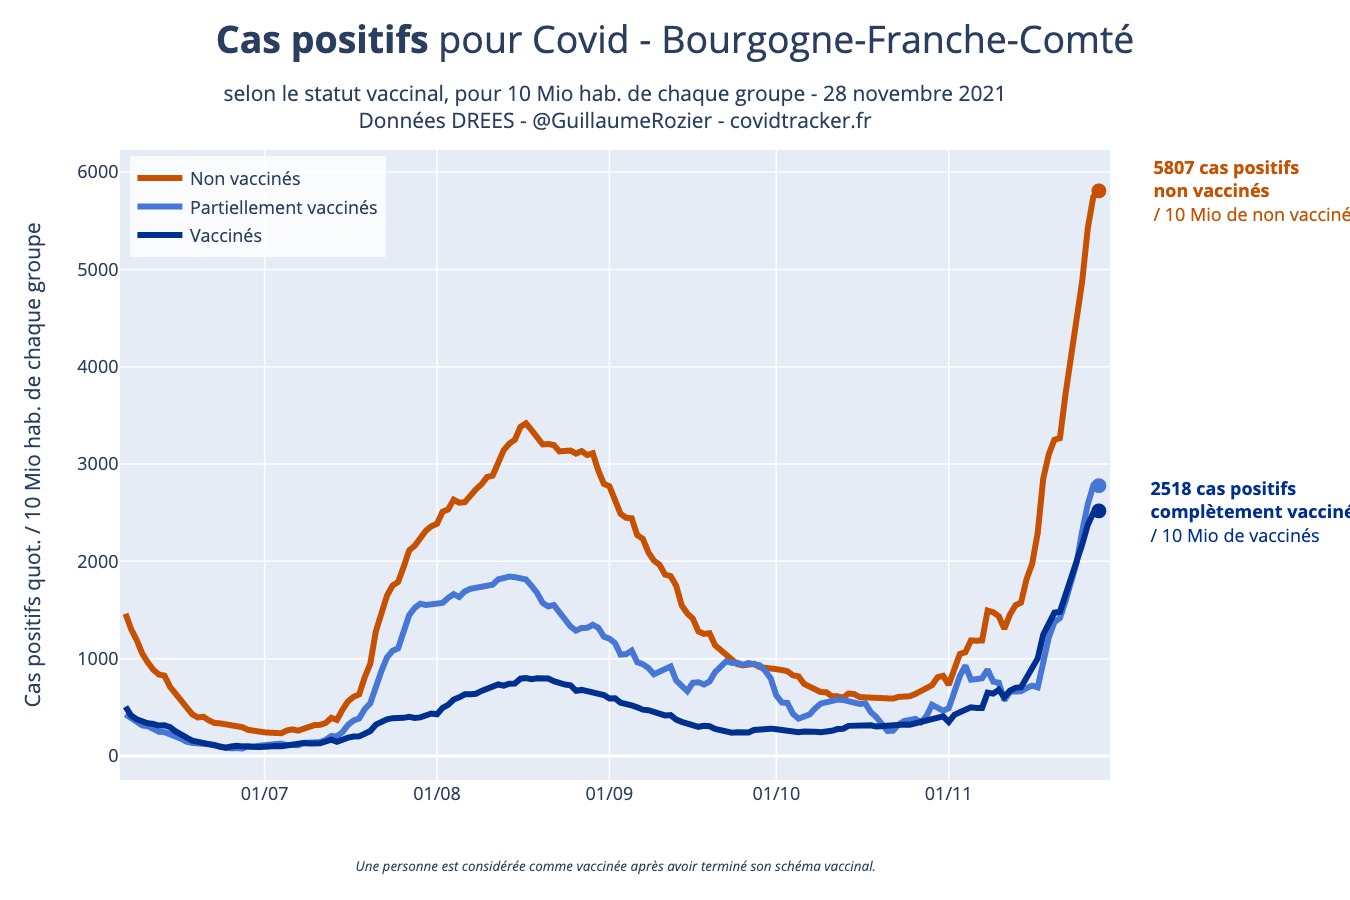 Cas positifs pour Covid - Bourgogne-Franche-Comté
selon le statut vaccinal, pour 10 Mio hab. de chaque groupe - 28 novembre 2021
Données DREES - @GuillaumeRozier - covidtracker.fr
Cas positifs quot. / 10 Mio hab. de chaque groupe
6000
5000
4000
3000
2000
1000
0
Non vaccinés
Partiellement vaccinés
Vaccinés
5807 cas positifs
non vaccinés
/ 10 Mio de non vacciné
2518 cas positifs
complètement vacciné
/ 10 Mio de vaccinés
01/07
01/08
01/09
01/10
01/11
Une personne est considérée comme vaccinée après avoir terminé son schéma vaccinal.